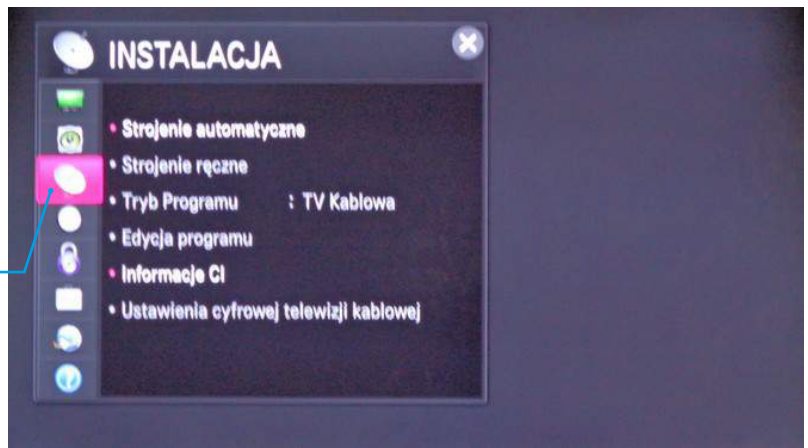 INSTALACJA
Strojenie automatyczne
Strojenie ręczne
Tryb Programu : TV Kablowa
Edycja programu
Informacje CI
Ustawienia cyfrowej telewizji kablowej